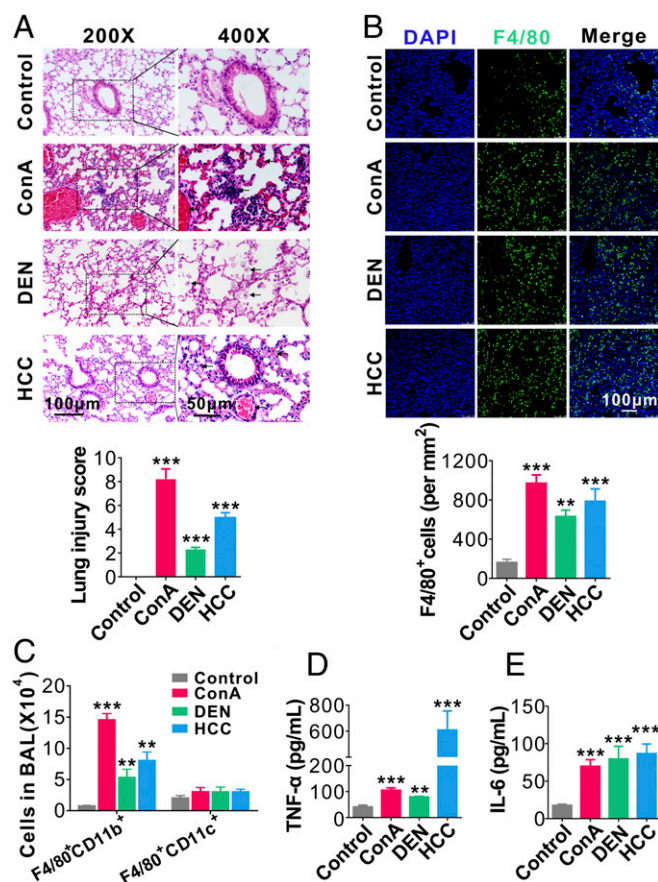 A
200X 400X
Control
ConA
DEN
HCC
100μm 50μm
Lung injury score
10
8
6
4
2
0
***
***
***
Control
ConA
DEN
HCC
B
DAPI F4/80 Merge
Control
ConA
DEN
HCC
100μm
F4/80⁺cells (per mm²)
1200
800
400
0
***
**
***
Control
ConA
DEN
HCC
C
Cells in BAL(X10⁴)
20
15
10
5
0
Control
ConA
DEN
HCC
***
**
**
F4/80⁺CD11b⁺
F4/80⁺CD11c⁺
D
TNF-α (pg/mL)
800
600
400
200
100
0
***
**
***
Control
ConA
DEN
HCC
E
IL-6 (pg/mL)
150
100
50
0
***
***
***
Control
ConA
DEN
HCC